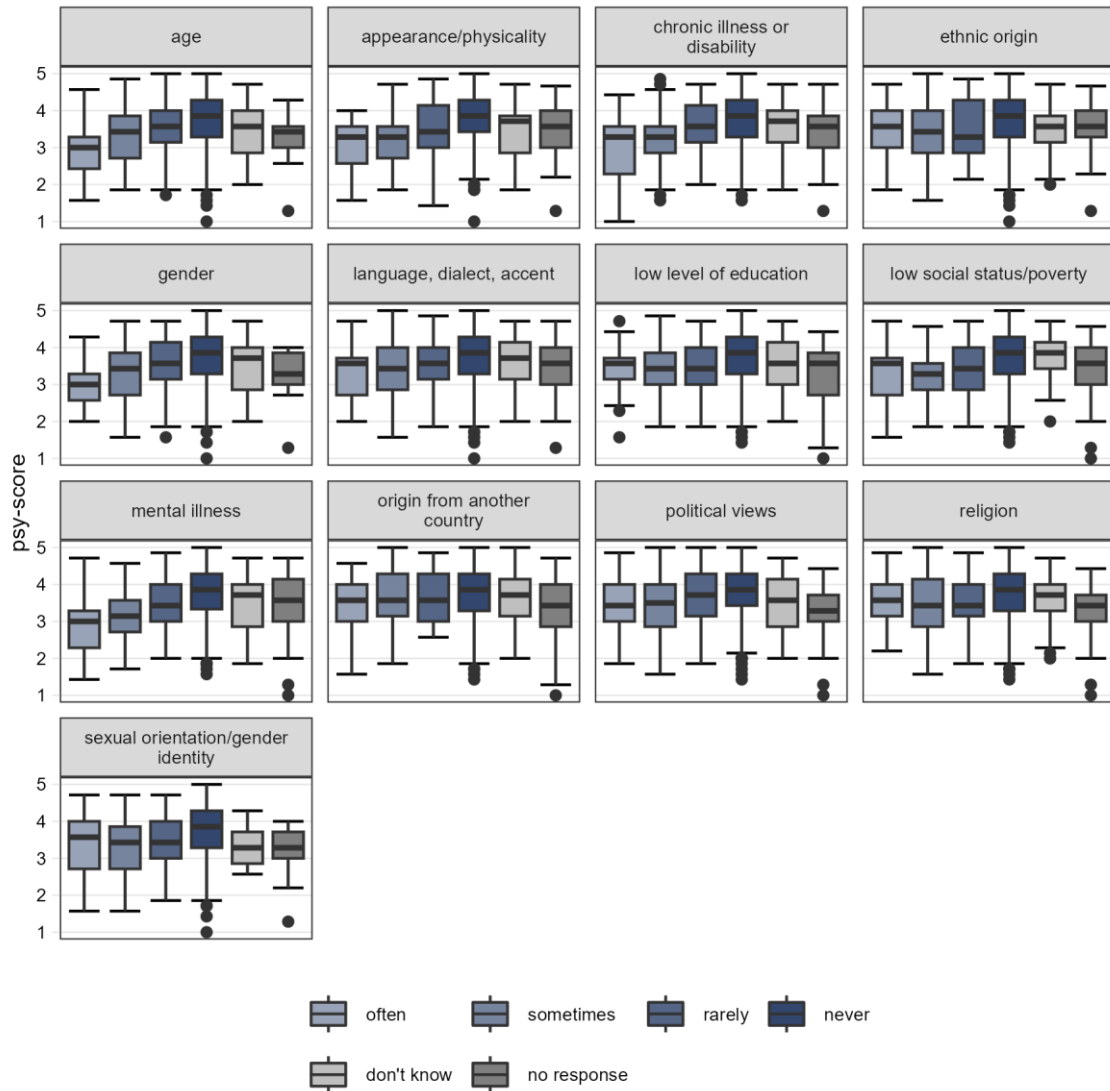 age
appearance/physicality
chronic illness or
disability
ethnic origin
5
4
3
2
1
gender
language, dialect, accent
low level of education
low social status/poverty
5
4
3
2
1
psy-score
mental illness
origin from another
country
political views
religion
5
4
3
2
1
sexual orientation/gender
identity
5
4
3
2
1
often
sometimes
rarely
never
don't know
no response